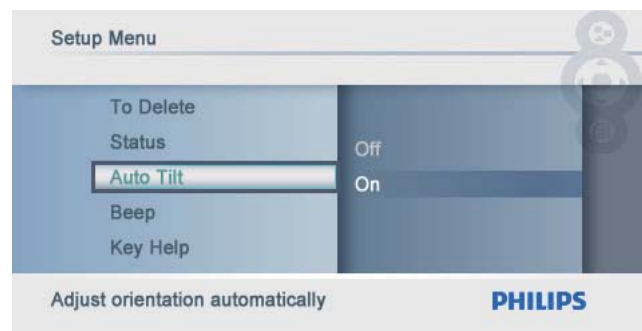 Setup Menu
To Delete
Status
Auto Tilt
Beep
Key Help
Off
On
Adjust orientation automatically
PHILIPS